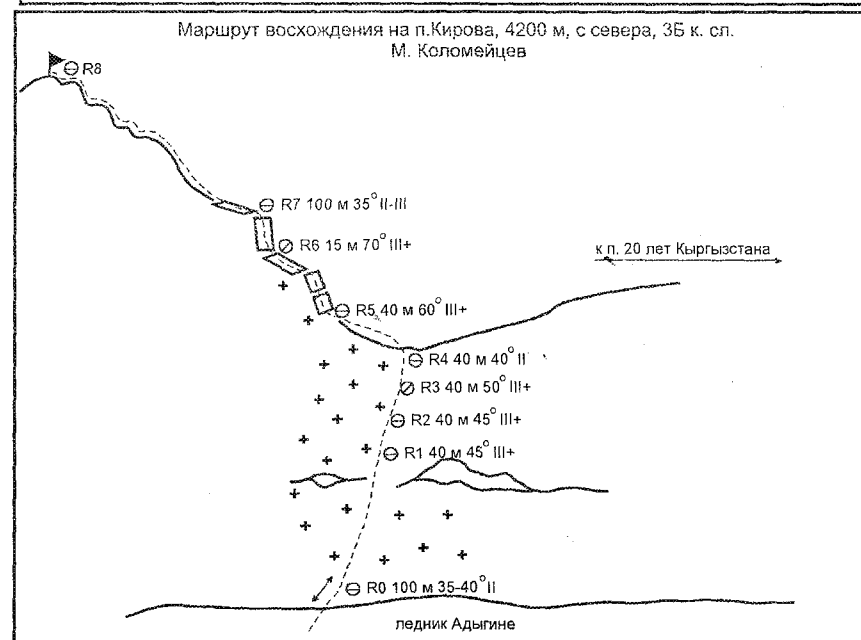 Маршрут восхождения на п.Кирова, 4200 м, с севера, 3Б к. сл.
М. Коломейцев
R8
R7 100 м 35° II-III
R6 15 м 70° III+
к п. 20 лет Кыргызстана
R5 40 м 60° III+
R4 40 м 40° II
R3 40 м 50° III+
R2 40 м 45° III+
R1 40 м 45° III+
R0 100 м 35-40° II
ледник Адыгине